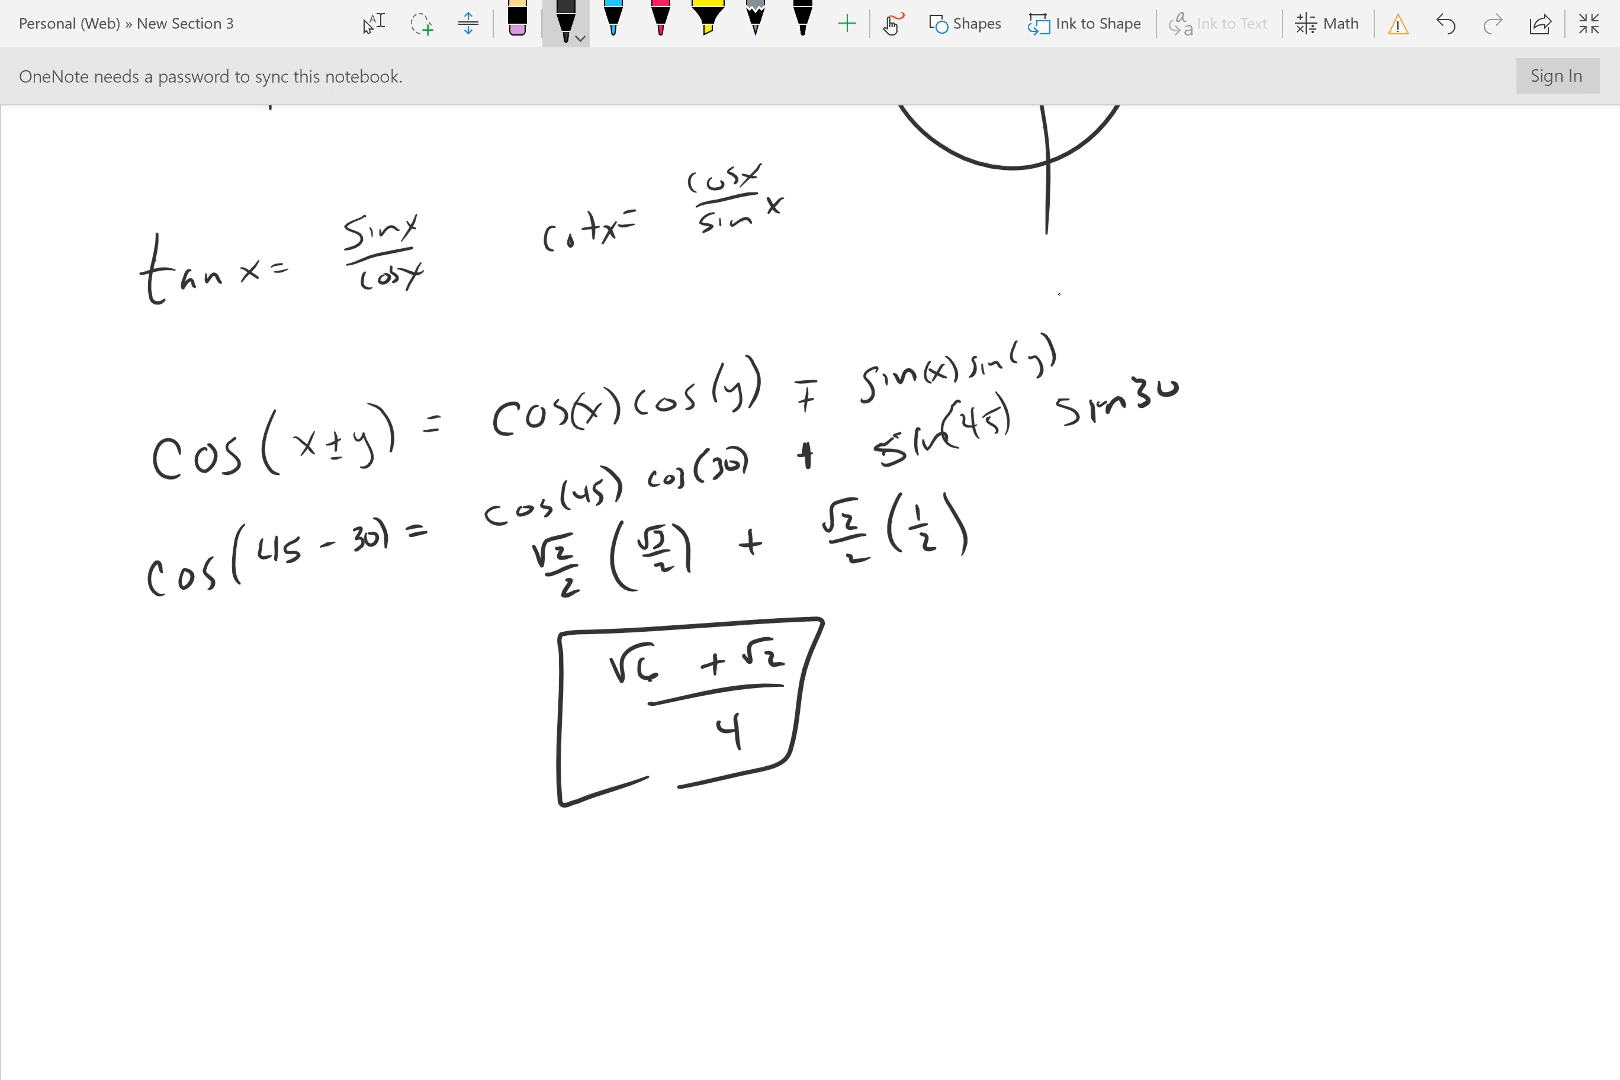 Personal (Web) » New Section 3
Shapes
Ink to Shape
Ink to Text
Math
OneNote needs a password to sync this notebook.
Sign In
tan x = sinx/cosx cotx= cosx/sin x
cos(x±y) = cos(x)cos(y) ∓ sin(x) sin(y)
cos(45 - 30) = cos(45) cos(30) + sin(45) sin30
√2/2 (√3/2) + √2/2 (1/2)
√6 + √2
4